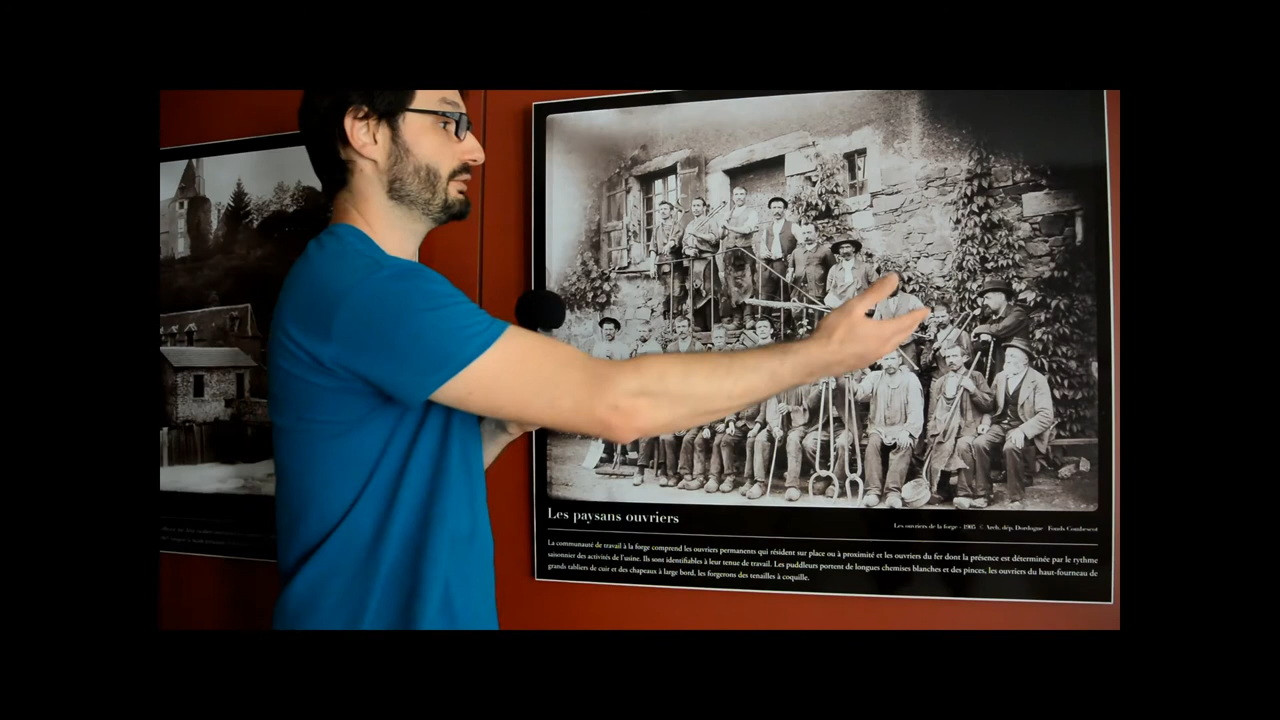 Les paysans ouvriers
Les ouvriers de la forge - 1905 © Arch. dép. Dordogne Fonds Combescot
La communauté de travail à la forge comprend les ouvriers permanents qui résident sur place ou à proximité et les ouvriers du fer dont la présence est déterminée par le rythme
saisonnier des activités de l'usine. Ils sont identifiables à leur tenue de travail. Les puddleurs portent de longues chemises blanches et des pinces, les ouvriers du haut-fourneau de
grands tabliers de cuir et des chapeaux à large bord, les forgerons des tenailles à coquille.